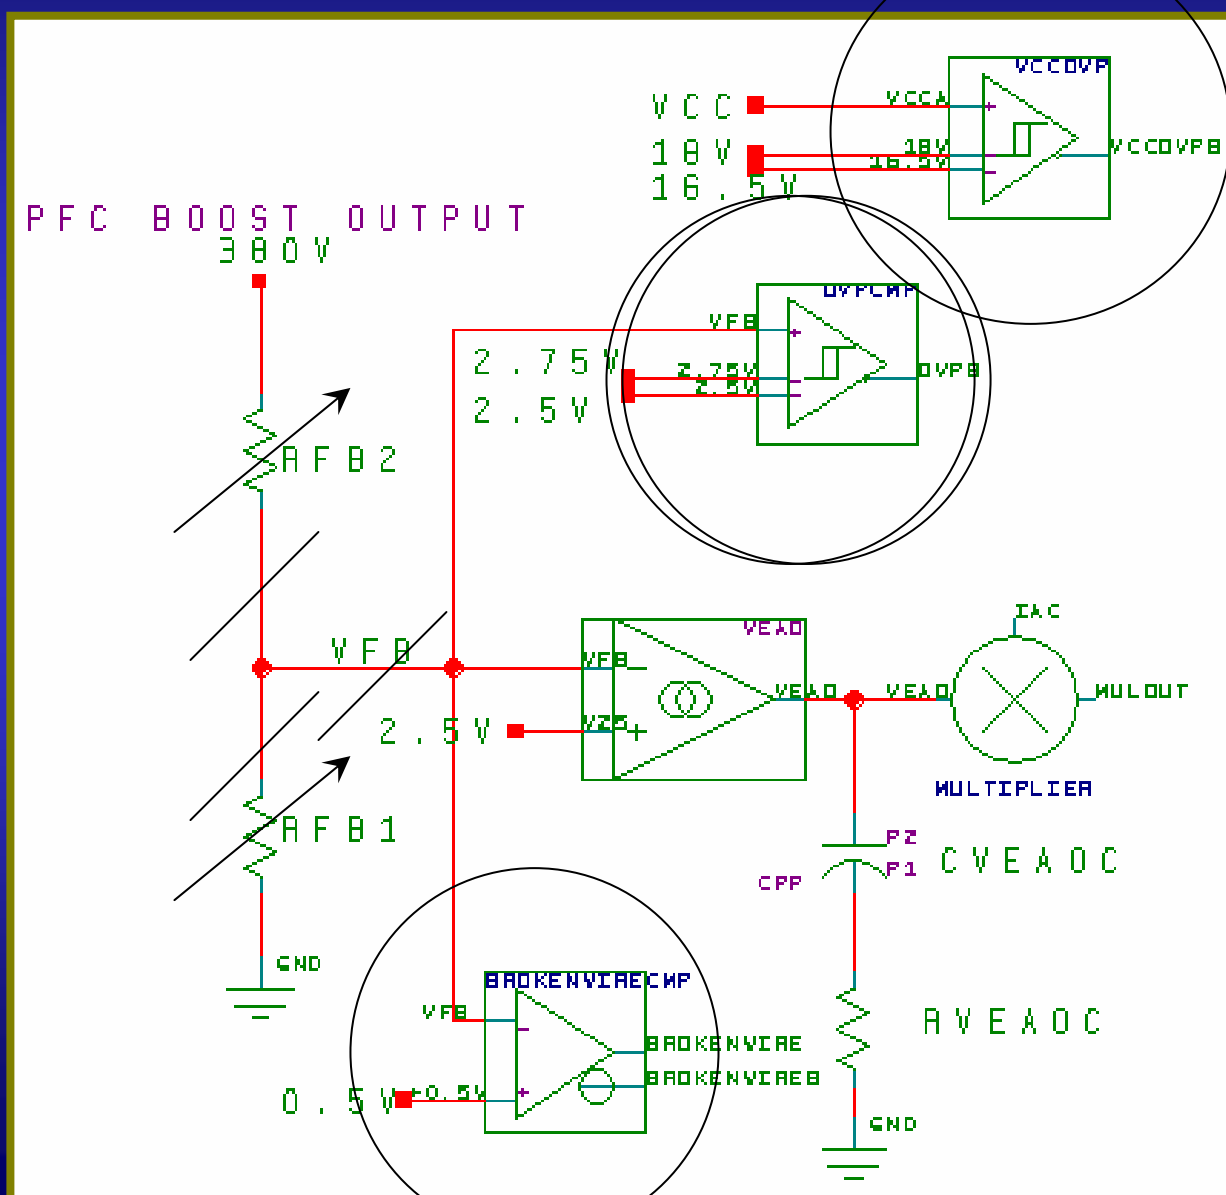 VCCOVP
VCC
VCCA
18V
18V
VCCOVPB
16.5V
16.5V
PFC BOOST OUTPUT
380V
OVPCMP
VFB
2.75V
2.75V
OVPB
2.5V
2.5V
RFB2
IAC
VEAO
VFB
VFB
VEAO
VEAO
MULOUT
2.5V
V25
+
MULTIPLIER
RFB1
P2
CVEAOC
P1
CPP
GND
BROKENWIRECMP
VFB
RVEAOC
BROKENWIRE
BROKENWIREB
0.5V
+0.5V
GND